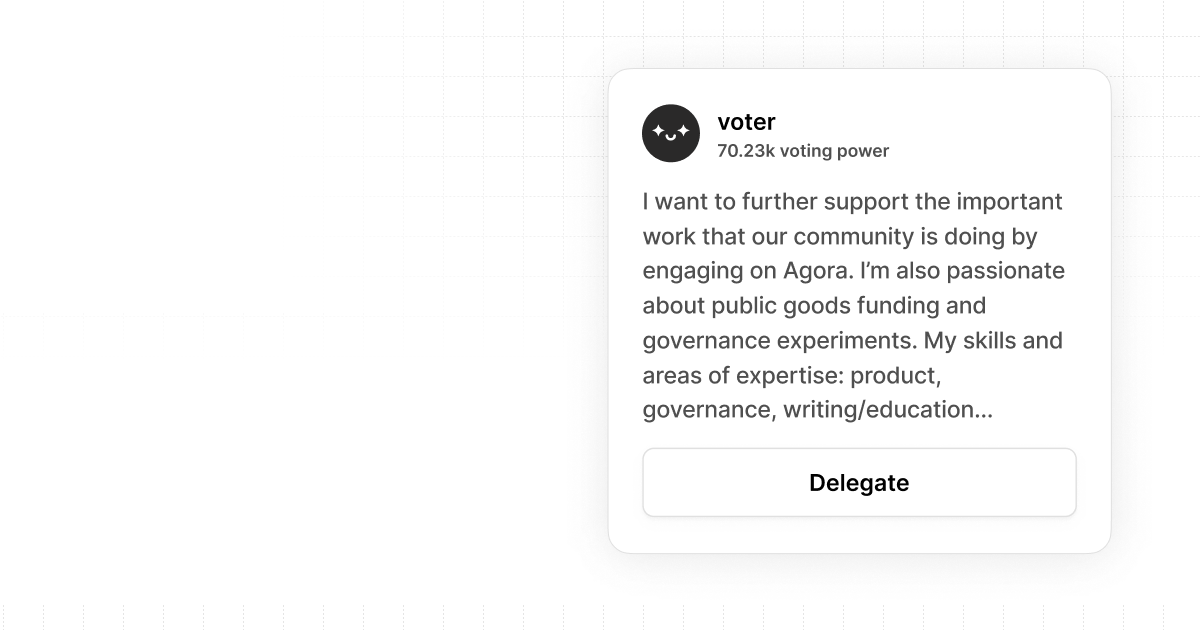 voter
70.23k voting power
I want to further support the important
work that our community is doing by
engaging on Agora. I’m also passionate
about public goods funding and
governance experiments. My skills and
areas of expertise: product,
governance, writing/education...
Delegate